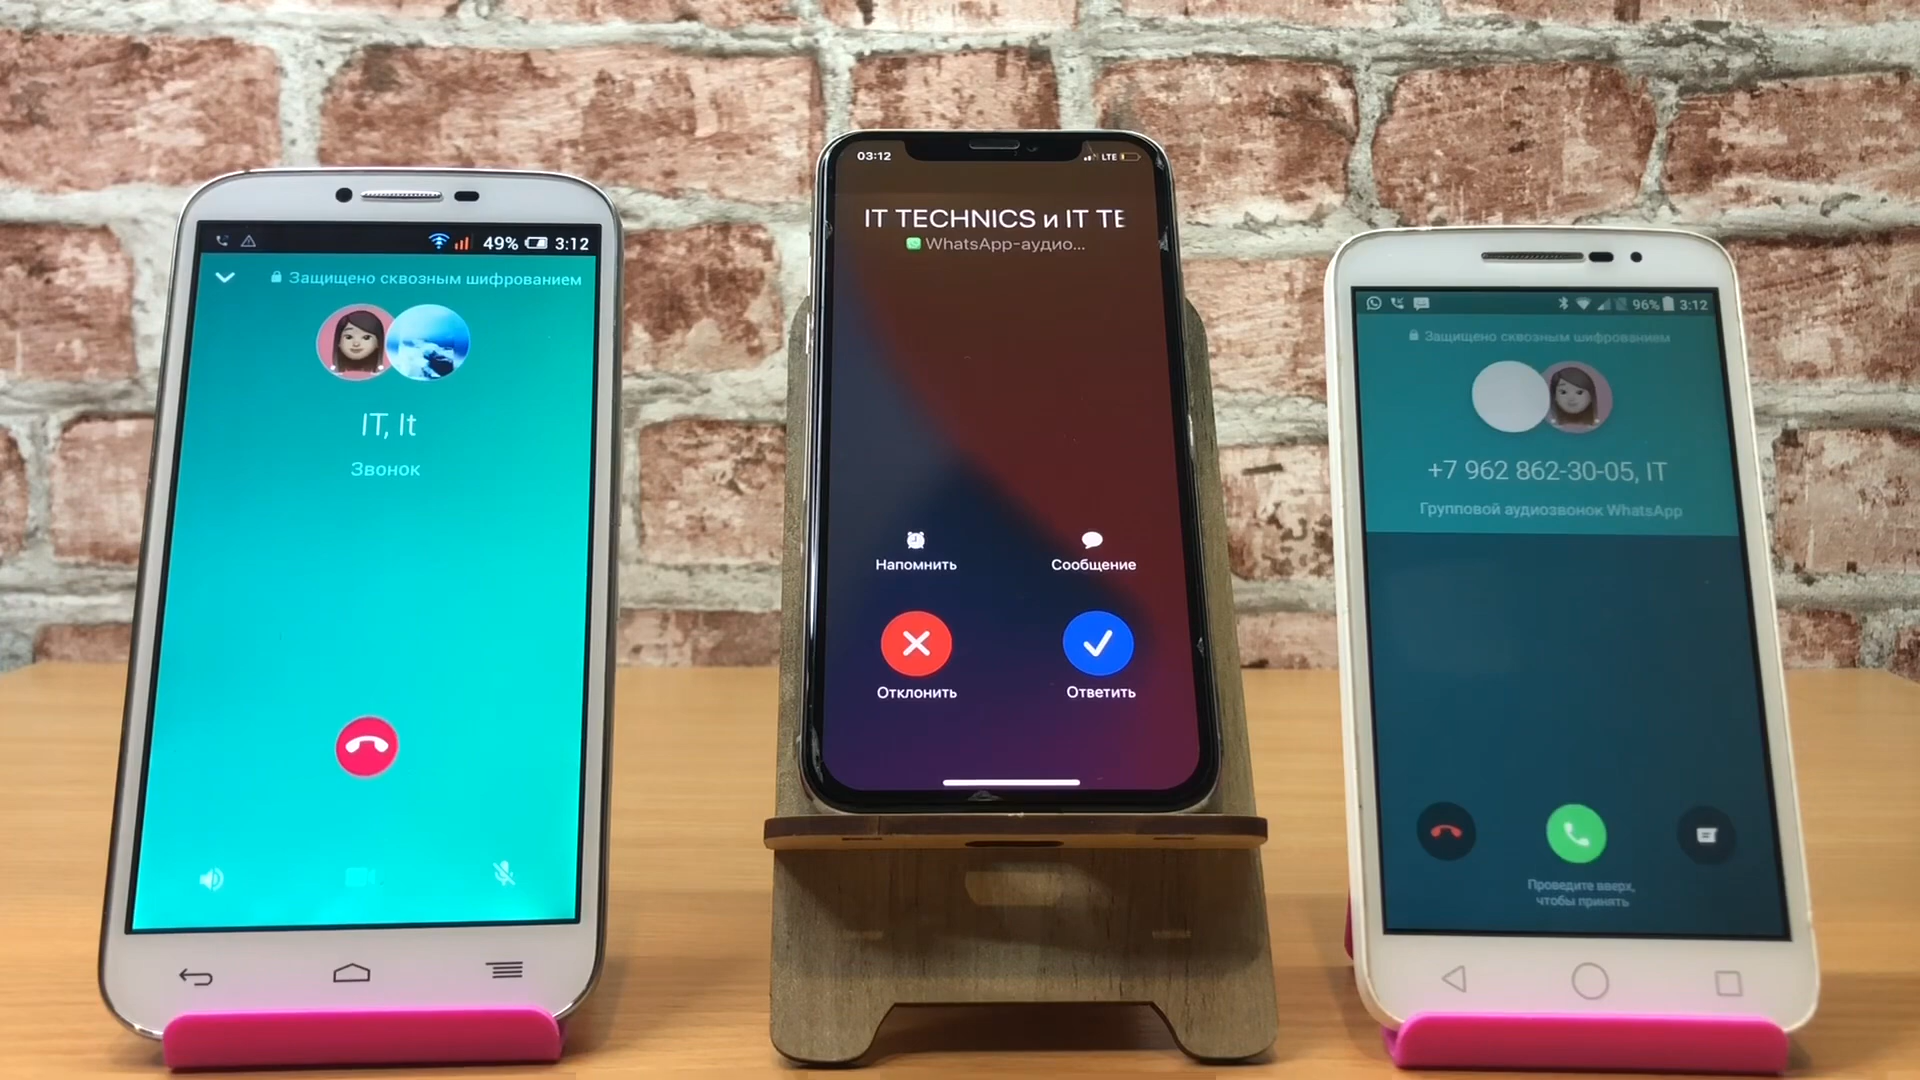 49% 3:12
Защищено сквозным шифрованием
IT, It
Звонок
03:12 LTE
IT TECHNICS и IT TE
WhatsApp-аудио...
Напомнить Сообщение
Отклонить Ответить
96% 3:12
Защищено сквозным шифрованием
+7 962 862-30-05, IT
Групповой аудиозвонок WhatsApp
Проведите вверх,
чтобы принять